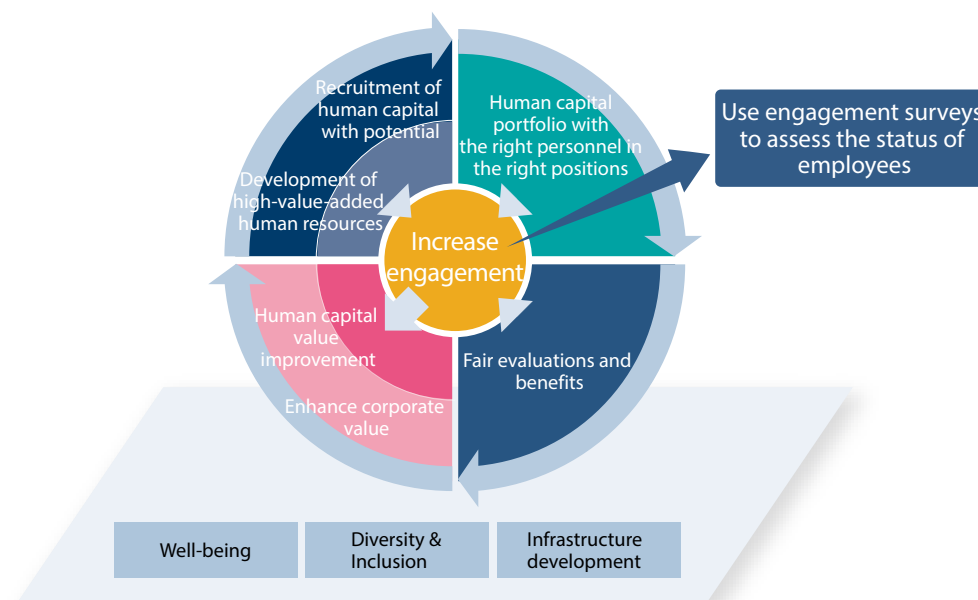 Recruitment of
human capital
with potential
Development of
high-value-added
human resources
Human capital
portfolio with
the right personnel in
the right positions
Use engagement surveys
to assess the status of
employees
Increase
engagement
Human capital
value
improvement
Enhance corporate
value
Fair evaluations and
benefits
Well-being
Diversity &
Inclusion
Infrastructure
development